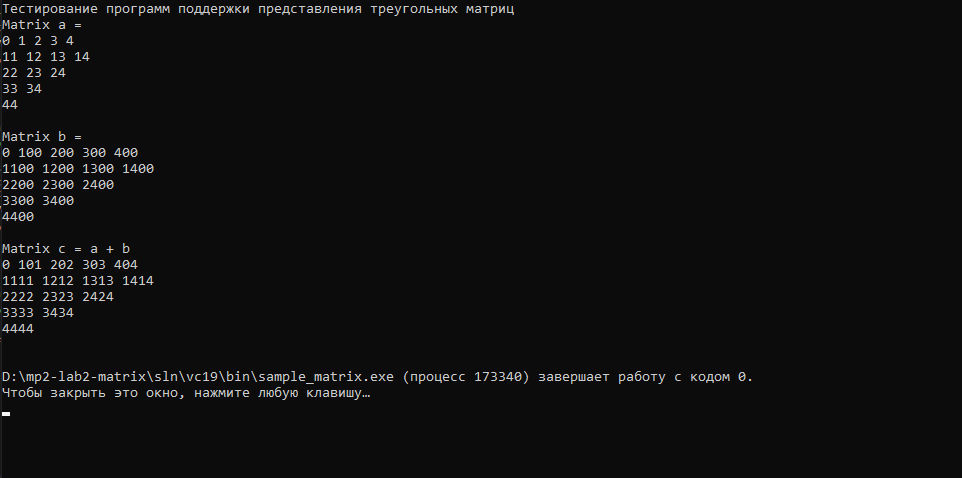 Тестирование программ поддержки представления треугольных матриц
Matrix a =
0 1 2 3 4
11 12 13 14
22 23 24
33 34
44
Matrix b =
0 100 200 300 400
1100 1200 1300 1400
2200 2300 2400
3300 3400
4400
Matrix c = a + b
0 101 202 303 404
1111 1212 1313 1414
2222 2323 2424
3333 3434
4444
D:\mp2-lab2-matrix\sln\vc19\bin\sample_matrix.exe (процесс 173340) завершает работу с кодом 0.
Чтобы закрыть это окно, нажмите любую клавишу…